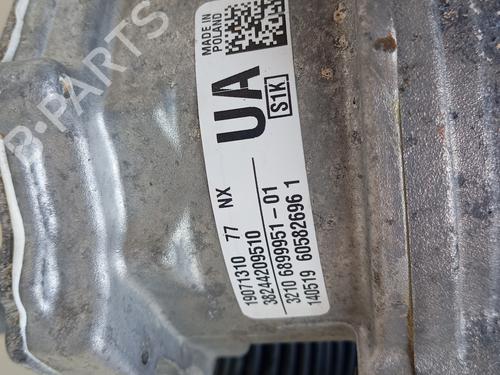 MADE IN
POLAND
UA
S1K
19071310 77 NX
38244209510
3210 6899951-01
140519 60582696 1
B-PARTS